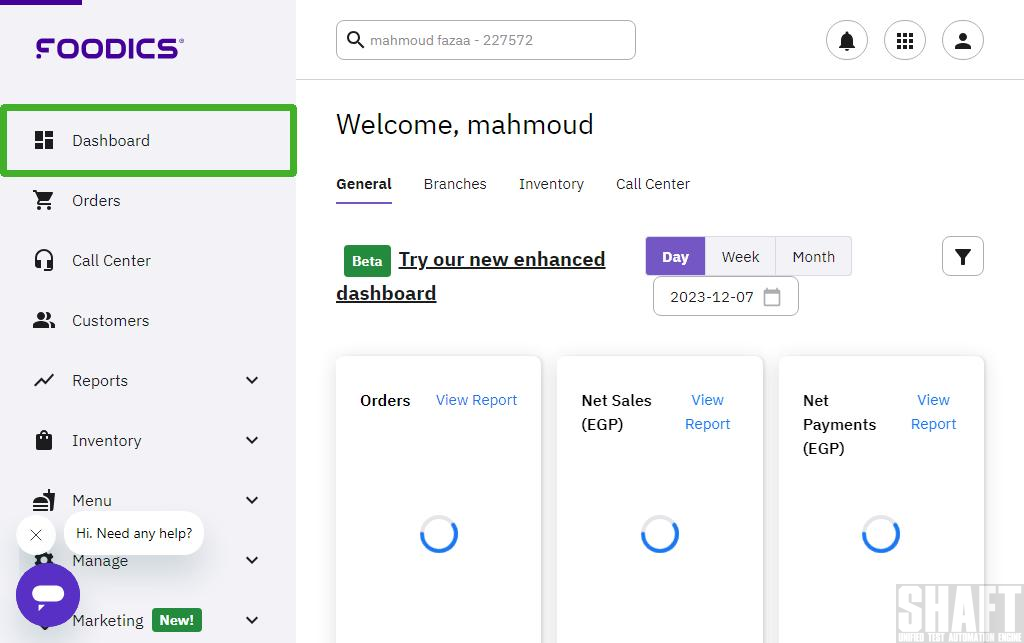 FOODICS
mahmoud fazaa - 227572
Dashboard
Orders
Call Center
Customers
Reports
Inventory
Menu
Hi. Need any help?
Manage
Marketing New!
Welcome, mahmoud
General Branches Inventory Call Center
Beta Try our new enhanced
dashboard
Day Week Month
2023-12-07
Orders View Report
Net Sales
(EGP)
View
Report
Net
Payments
(EGP)
View
Report
SHAFT
UNIFIED TEST AUTOMATION ENGINE